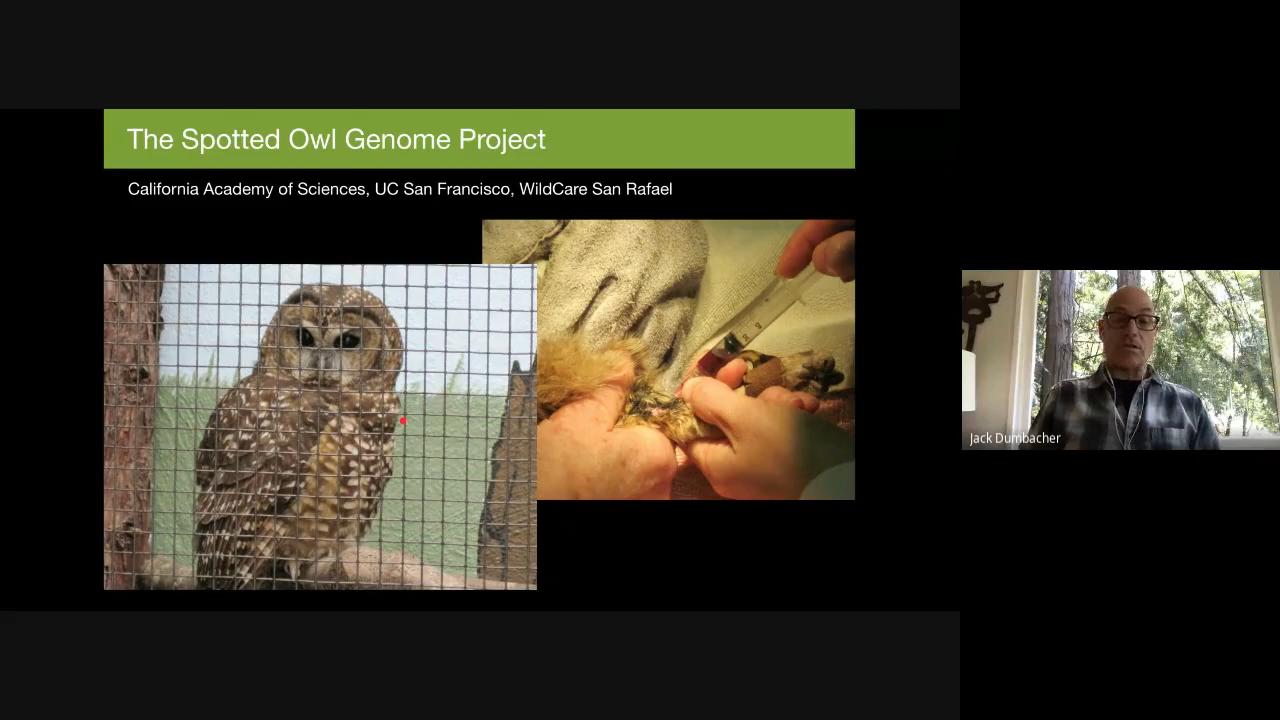 The Spotted Owl Genome Project
California Academy of Sciences, UC San Francisco, WildCare San Rafael
Jack Dumbacher